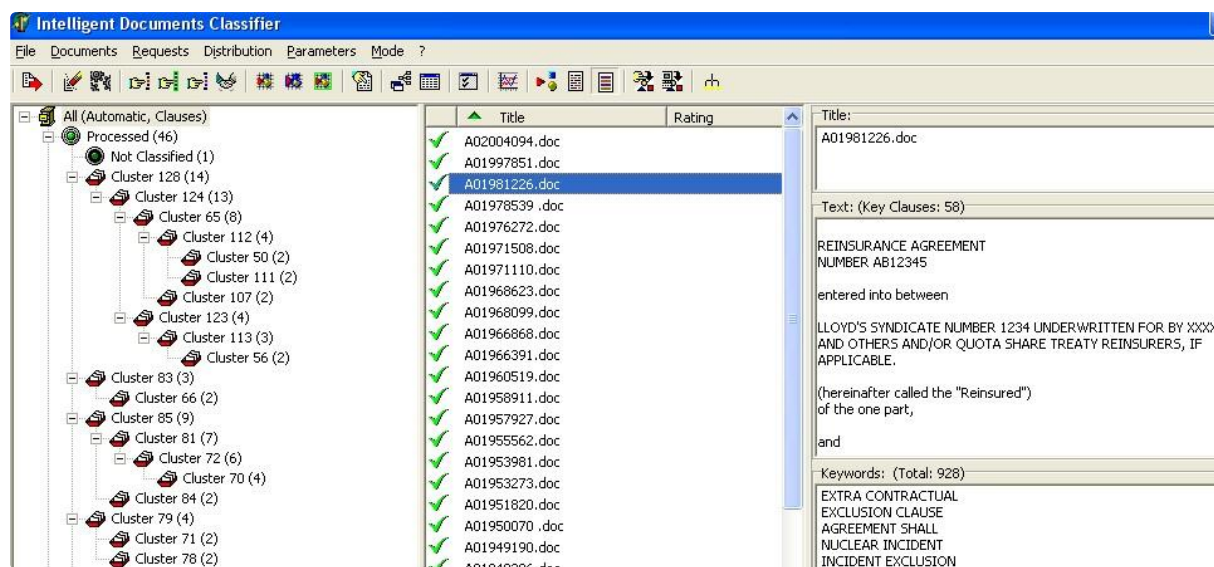 Intelligent Documents Classifier
File Documents Requests Distribution Parameters Mode ?
All (Automatic, Clauses)
Processed (46)
Not Classified (1)
Cluster 128 (14)
Cluster 124 (13)
Cluster 65 (8)
Cluster 112 (4)
Cluster 50 (2)
Cluster 111 (2)
Cluster 107 (2)
Cluster 123 (4)
Cluster 113 (3)
Cluster 56 (2)
Cluster 83 (3)
Cluster 66 (2)
Cluster 85 (9)
Cluster 81 (7)
Cluster 72 (6)
Cluster 70 (4)
Cluster 84 (2)
Cluster 79 (4)
Cluster 71 (2)
Cluster 78 (2)
Title Rating
A02004094.doc
A01997851.doc
A01981226.doc
A01978539 .doc
A01976272.doc
A01971508.doc
A01971110.doc
A01968623.doc
A01968099.doc
A01966868.doc
A01966391.doc
A01960519.doc
A01958911.doc
A01957927.doc
A01955562.doc
A01953981.doc
A01953273.doc
A01951820.doc
A01950070 .doc
A01949190.doc
Title:
A01981226.doc
Text: (Key Clauses: 58)
REINSURANCE AGREEMENT
NUMBER AB12345
entered into between
LLOYD'S SYNDICATE NUMBER 1234 UNDERWRITTEN FOR BY XXXX
AND OTHERS AND/OR QUOTA SHARE TREATY REINSURERS, IF
APPLICABLE.
(hereinafter called the "Reinsured")
of the one part,
and
Keywords: (Total: 928)
EXTRA CONTRACTUAL
EXCLUSION CLAUSE
AGREEMENT SHALL
NUCLEAR INCIDENT
INCIDENT EXCLUSION